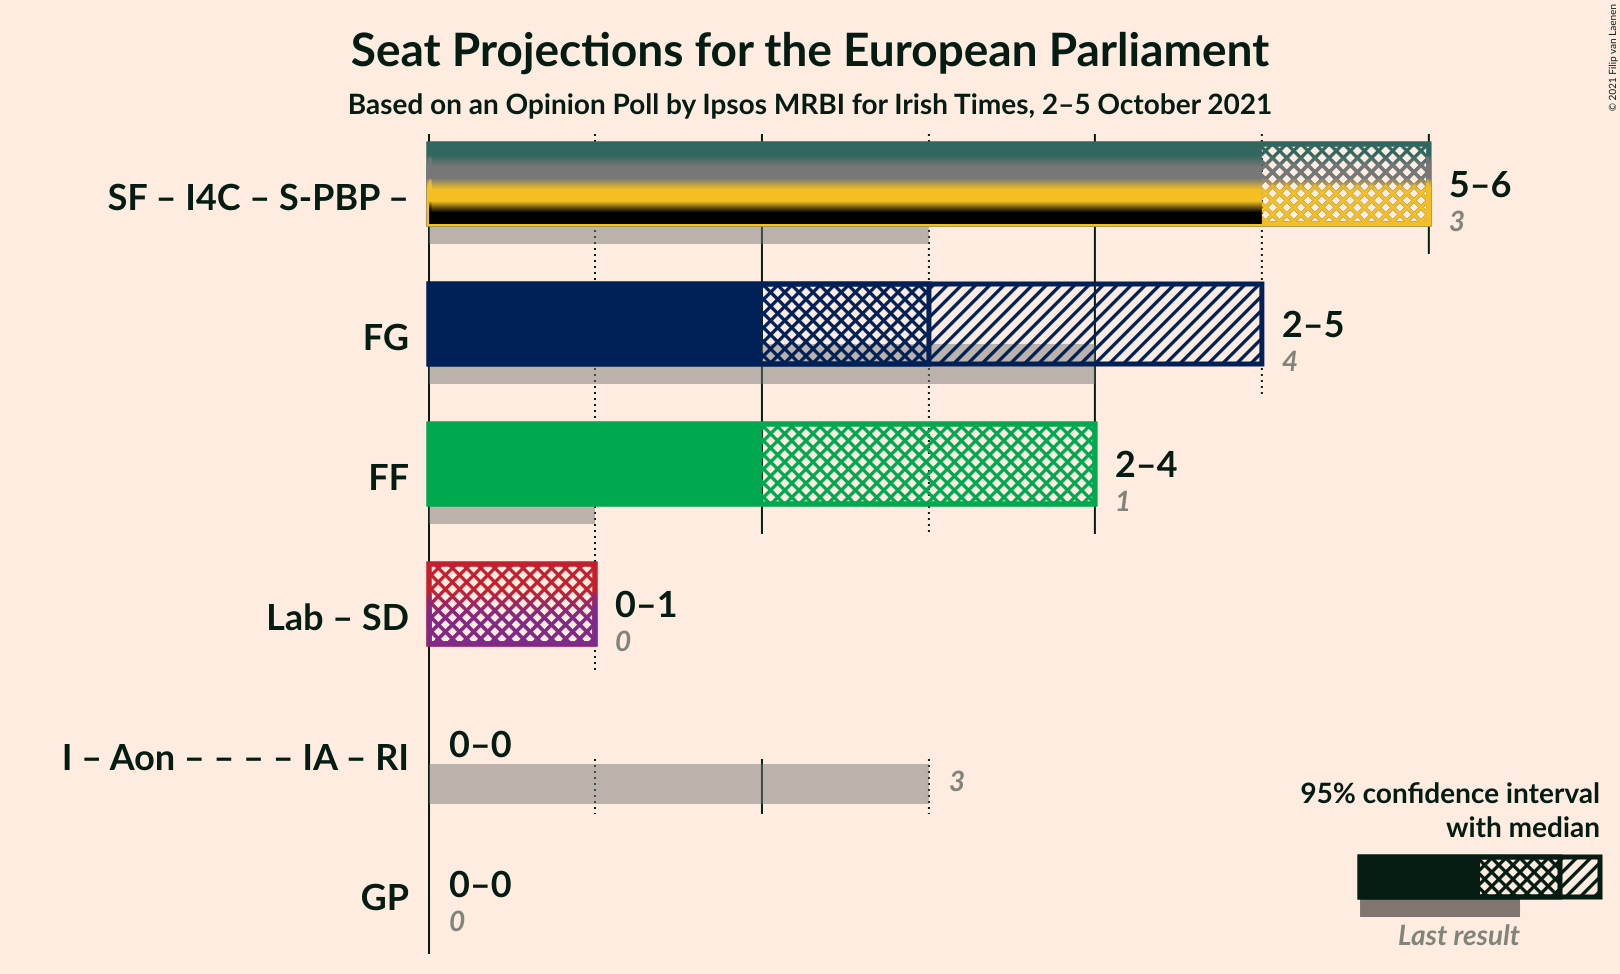 Seat Projections for the European Parliament
Based on an Opinion Poll by Ipsos MRBI for Irish Times, 2–5 October 2021
© 2021 Filip van Laenen
SF – I4C – S-PBP –
5–6
3
FG
2–5
4
FF
2–4
1
Lab – SD
0–1
0
I – Aon – – – – IA – RI
0–0
3
GP
0–0
0
95% confidence interval
with median
Last result